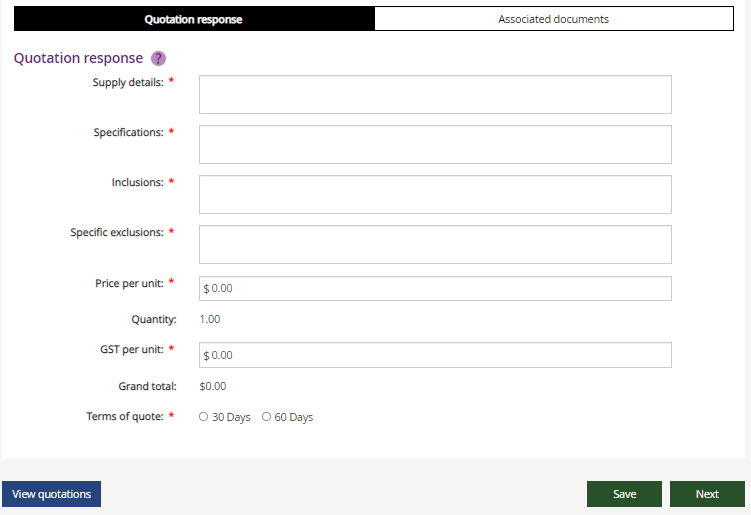 Quotation response Associated documents
Quotation response ?
Supply details: *
Specifications: *
Inclusions: *
Specific exclusions: *
Price per unit: * $ 0.00
Quantity: 1.00
GST per unit: * $ 0.00
Grand total: $0.00
Terms of quote: * 30 Days 60 Days
View quotations Save Next